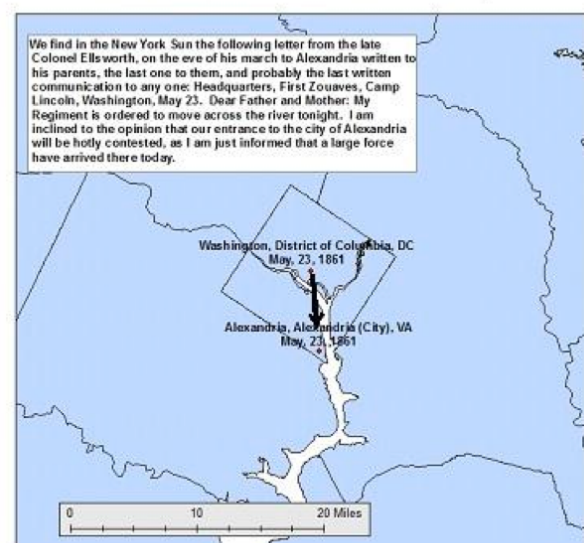 We find in the New York Sun the following letter from the late
Colonel Ellsworth, on the eve of his march to Alexandria written to
his parents, the last one to them, and probably the last written
communication to any one: Headquarters, First Zouaves, Camp
Lincoln, Washington, May 23.  Dear Father and Mother: My
Regiment is ordered to move across the river tonight.  I am
inclined to the opinion that our entrance to the city of Alexandria
will be hotly contested, as I am just informed that a large force
have arrived there today.
Washington, District of Columbia, DC
May, 23, 1861
Alexandria, Alexandria (City), VA
May, 23, 1861
0 10 20 Miles